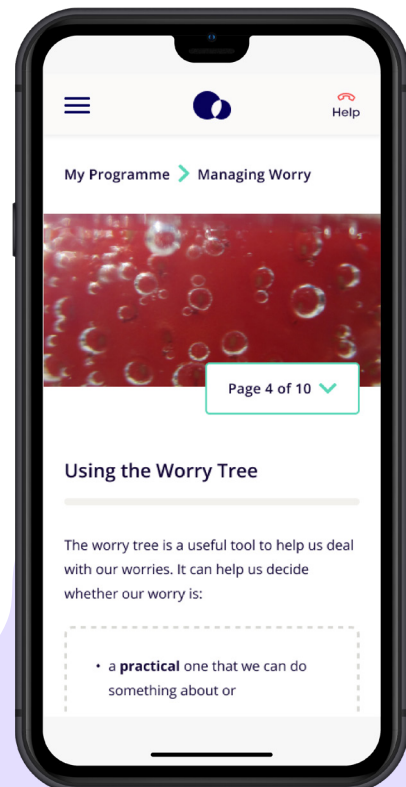 Help
My Programme > Managing Worry
Page 4 of 10
Using the Worry Tree
The worry tree is a useful tool to help us deal
with our worries. It can help us decide
whether our worry is:
• a practical one that we can do
something about or